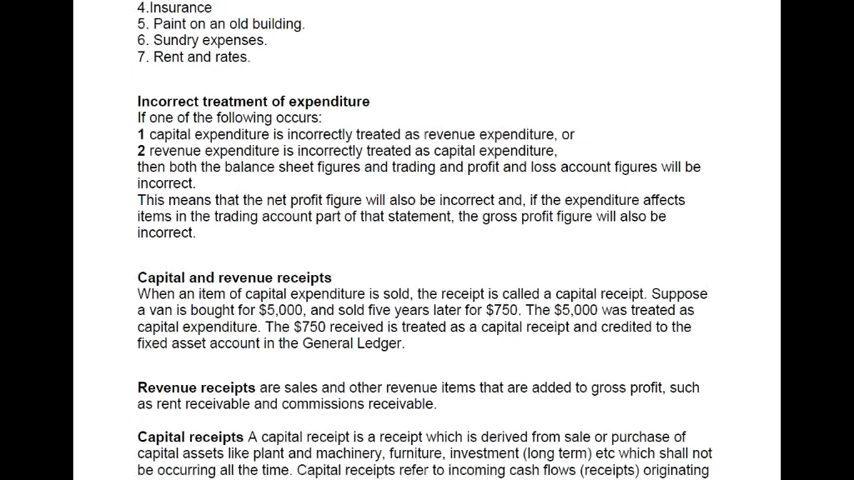 4.Insurance
5. Paint on an old building.
6. Sundry expenses.
7. Rent and rates.
Incorrect treatment of expenditure
If one of the following occurs:
1 capital expenditure is incorrectly treated as revenue expenditure, or
2 revenue expenditure is incorrectly treated as capital expenditure,
then both the balance sheet figures and trading and profit and loss account figures will be
incorrect.
This means that the net profit figure will also be incorrect and, if the expenditure affects
items in the trading account part of that statement, the gross profit figure will also be
incorrect.
Capital and revenue receipts
When an item of capital expenditure is sold, the receipt is called a capital receipt. Suppose
a van is bought for $5,000, and sold five years later for $750. The $5,000 was treated as
capital expenditure. The $750 received is treated as a capital receipt and credited to the
fixed asset account in the General Ledger.
Revenue receipts are sales and other revenue items that are added to gross profit, such
as rent receivable and commissions receivable.
Capital receipts A capital receipt is a receipt which is derived from sale or purchase of
capital assets like plant and machinery, furniture, investment (long term) etc which shall not
be occurring all the time. Capital receipts refer to incoming cash flows (receipts) originating